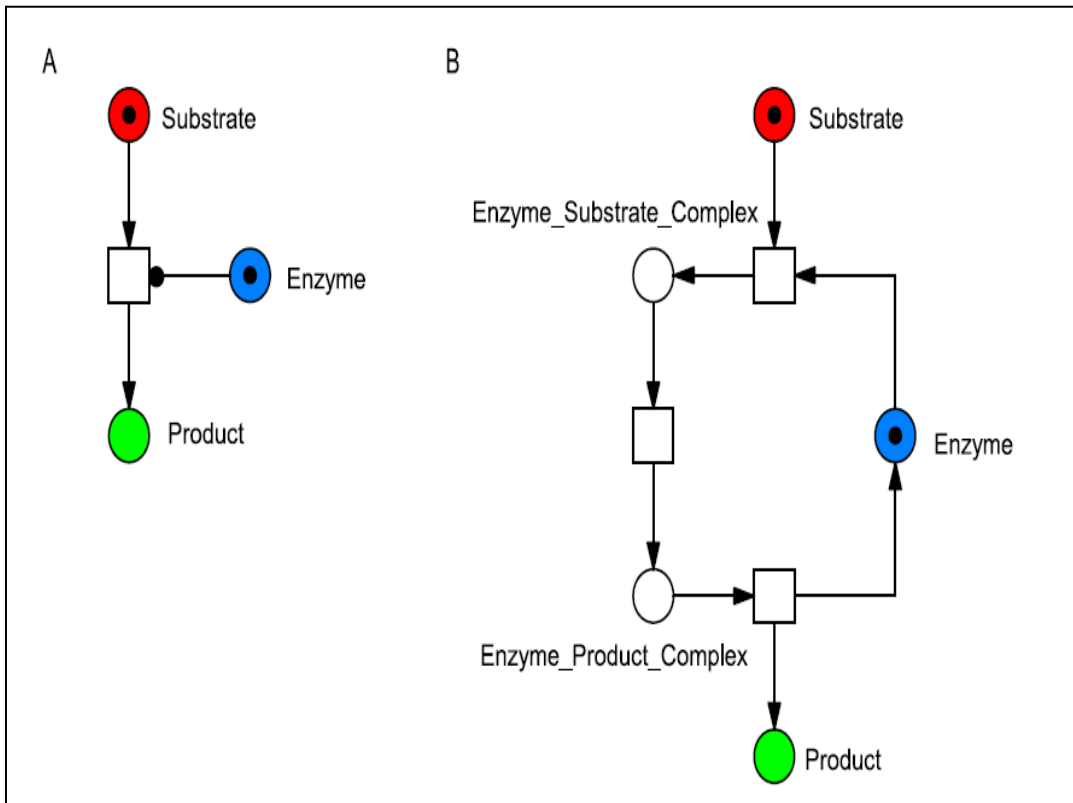 A
Substrate
Enzyme
Product
B
Substrate
Enzyme_Substrate_Complex
Enzyme
Enzyme_Product_Complex
Product